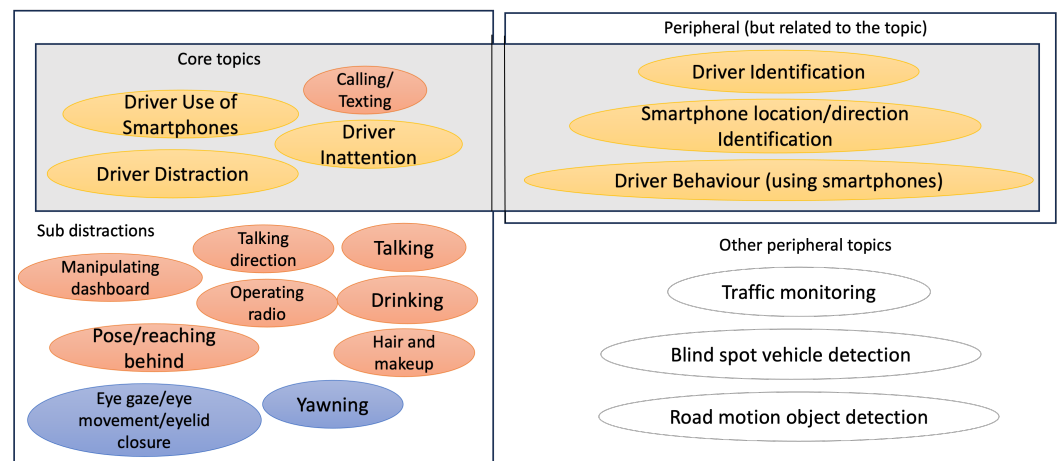 Peripheral (but related to the topic)
Core topics
Calling/
Texting
Driver Use of
Smartphones
Driver
Inattention
Driver Distraction
Driver Identification
Smartphone location/direction
Identification
Driver Behaviour (using smartphones)
Sub distractions
Talking
direction
Talking
Manipulating
dashboard
Operating
radio
Drinking
Pose/reaching
behind
Hair and
makeup
Eye gaze/eye
movement/eyelid
closure
Yawning
Other peripheral topics
Traffic monitoring
Blind spot vehicle detection
Road motion object detection